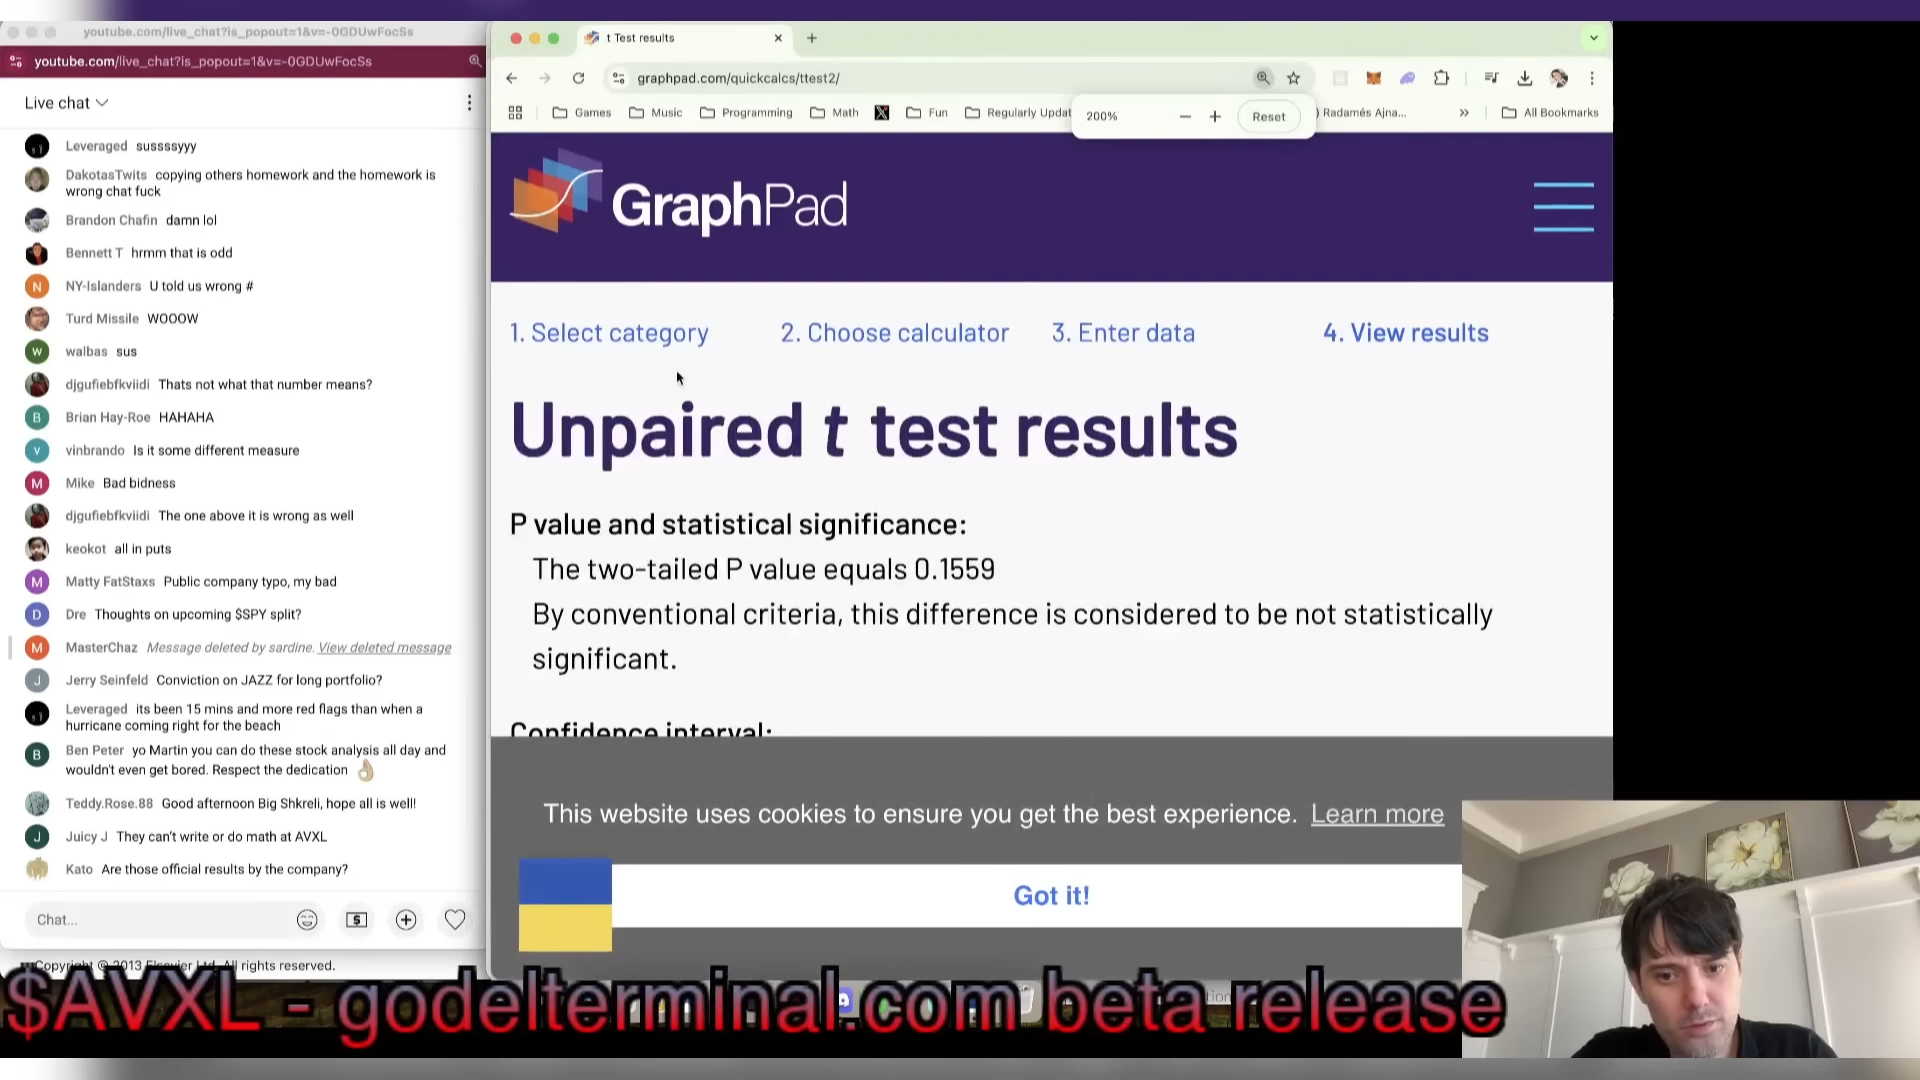 youtube.com/live_chat?is_popout=1&v=-0GDUwFocSs
youtube.com/live_chat?is_popout=1&v=-0GDUwFocSs
Live chat
Leveraged sussssyyy
DakotasTwits copying others homework and the homework is
wrong chat fuck
Brandon Chafin damn lol
Bennett T hrmm that is odd
N NY-Islanders U told us wrong #
Turd Missile WOOOW
w walbas sus
djgufiebfkviidi Thats not what that number means?
B Brian Hay-Roe HAHAHA
v vinbrando Is it some different measure
M Mike Bad bidness
djgufiebfkviidi The one above it is wrong as well
keokot all in puts
M Matty FatStaxs Public company typo, my bad
D Dre Thoughts on upcoming $SPY split?
M MasterChaz Message deleted by sardine. View deleted message
J Jerry Seinfeld Conviction on JAZZ for long portfolio?
Leveraged its been 15 mins and more red flags than when a
hurricane coming right for the beach
B Ben Peter yo Martin you can do these stock analysis all day and
wouldn't even get bored. Respect the dedication 👌🏼
Teddy.Rose.88 Good afternoon Big Shkreli, hope all is well!
J Juicy J They can't write or do math at AVXL
Kato Are those official results by the company?
Chat...
Copyright © 2013 Elsevier Ltd. All rights reserved.
t Test results
graphpad.com/quickcalcs/ttest2/
Games Music Programming Math Fun Regularly Updat
Radamés Ajna... » All Bookmarks
200% − + Reset
GraphPad
1. Select category 2. Choose calculator 3. Enter data 4. View results
Unpaired t test results
P value and statistical significance:
The two-tailed P value equals 0.1559
By conventional criteria, this difference is considered to be not statistically
significant.
Confidence interval:
This website uses cookies to ensure you get the best experience. Learn more
Got it!
$AVXL - godelterminal.com beta release